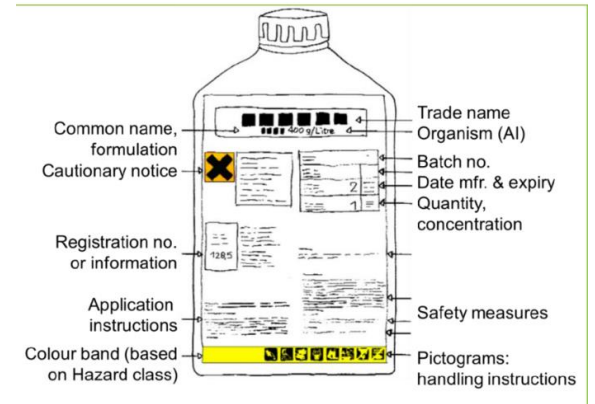 Common name,
formulation
Cautionary notice
Registration no.
or information
Application
instructions
Colour band (based
on Hazard class)
400 g/Litre
2
1
1285
Trade name
Organism (AI)
Batch no.
Date mfr. & expiry
Quantity,
concentration
Safety measures
Pictograms:
handling instructions